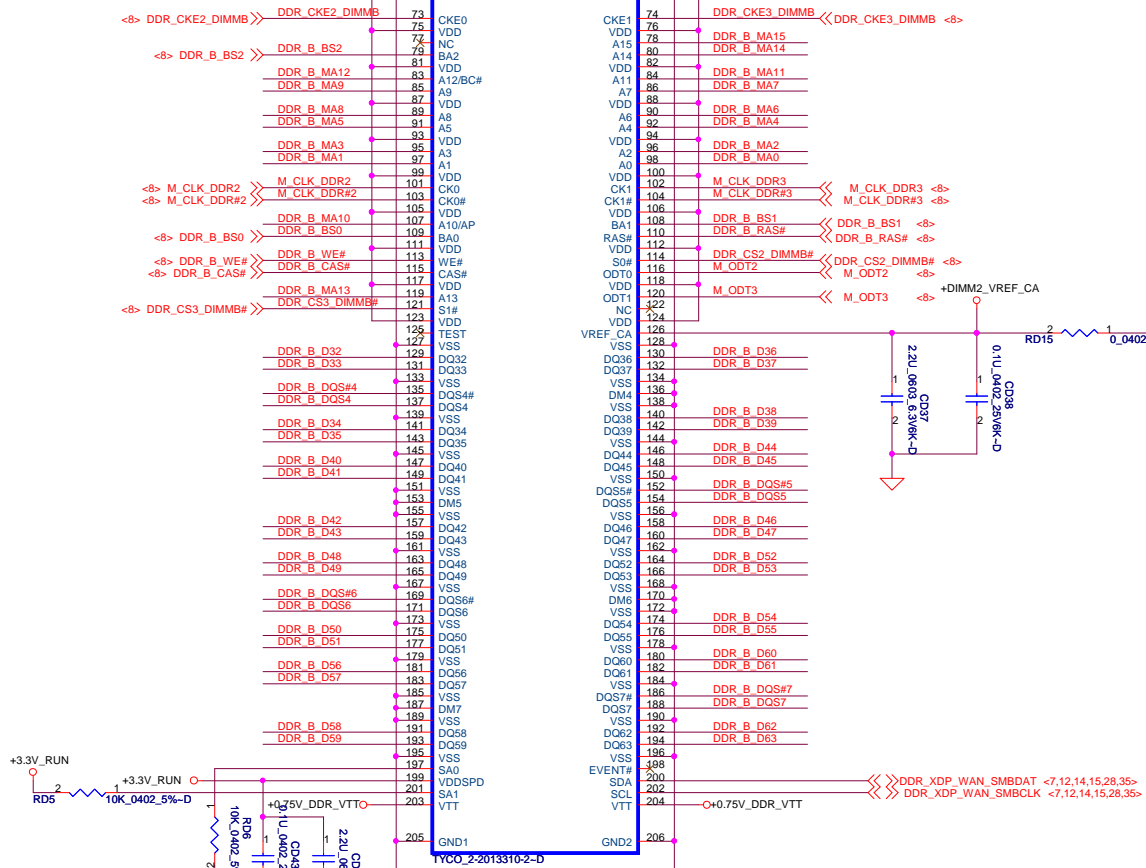 <8> DDR_CKE2_DIMMB DDR_CKE2_DIMMB 73 CKE0 CKE1 74 DDR_CKE3_DIMMB DDR_CKE3_DIMMB <8>
75 VDD VDD 76
77 NC A15 78 DDR_B_MA15
<8> DDR_B_BS2 DDR_B_BS2 79 BA2 A14 80 DDR_B_MA14
81 VDD VDD 82
DDR_B_MA12 83 A12/BC# A11 84 DDR_B_MA11
DDR_B_MA9 85 A9 A7 86 DDR_B_MA7
87 VDD VDD 88
DDR_B_MA8 89 A8 A6 90 DDR_B_MA6
DDR_B_MA5 91 A5 A4 92 DDR_B_MA4
93 VDD VDD 94
DDR_B_MA3 95 A3 A2 96 DDR_B_MA2
DDR_B_MA1 97 A1 A0 98 DDR_B_MA0
99 VDD VDD 100
<8> M_CLK_DDR2 M_CLK_DDR2 101 CK0 CK1 102 M_CLK_DDR3 M_CLK_DDR3 <8>
<8> M_CLK_DDR#2 M_CLK_DDR#2 103 CK0# CK1# 104 M_CLK_DDR#3 M_CLK_DDR#3 <8>
105 VDD VDD 106
DDR_B_MA10 107 A10/AP BA1 108 DDR_B_BS1 DDR_B_BS1 <8>
<8> DDR_B_BS0 DDR_B_BS0 109 BA0 RAS# 110 DDR_B_RAS# DDR_B_RAS# <8>
111 VDD VDD 112
<8> DDR_B_WE# DDR_B_WE# 113 WE# S0# 114 DDR_CS2_DIMMB# DDR_CS2_DIMMB# <8>
<8> DDR_B_CAS# DDR_B_CAS# 115 CAS# ODT0 116 M_ODT2 M_ODT2 <8>
117 VDD VDD 118
DDR_B_MA13 119 A13 ODT1 120 M_ODT3 M_ODT3 <8>
<8> DDR_CS3_DIMMB# DDR_CS3_DIMMB# 121 S1# NC 122
+DIMM2_VREF_CA
123 VDD VDD 124
125 TEST VREF_CA 126
2 1
RD15 0_0402
127 VSS VSS 128
DDR_B_D32 129 DQ32 DQ36 130 DDR_B_D36
DDR_B_D33 131 DQ33 DQ37 132 DDR_B_D37
133 VSS VSS 134
DDR_B_DQS#4 135 DQS4# DM4 136
DDR_B_DQS4 137 DQS4 VSS 138
139 VSS DQ38 140 DDR_B_D38
DDR_B_D34 141 DQ34 DQ39 142 DDR_B_D39
DDR_B_D35 143 DQ35 VSS 144
145 VSS DQ44 146 DDR_B_D44
DDR_B_D40 147 DQ40 DQ45 148 DDR_B_D45
DDR_B_D41 149 DQ41 VSS 150
1 2
CD37
2.2U_0603_6.3V6K~D
1 2
CD38
0.1U_0402_25V6K~D
151 VSS DQS5# 152 DDR_B_DQS#5
153 DM5 DQS5 154 DDR_B_DQS5
155 VSS VSS 156
DDR_B_D42 157 DQ42 DQ46 158 DDR_B_D46
DDR_B_D43 159 DQ43 DQ47 160 DDR_B_D47
161 VSS VSS 162
DDR_B_D48 163 DQ48 DQ52 164 DDR_B_D52
DDR_B_D49 165 DQ49 DQ53 166 DDR_B_D53
167 VSS VSS 168
DDR_B_DQS#6 169 DQS6# DM6 170
DDR_B_DQS6 171 DQS6 VSS 172
173 VSS DQ54 174 DDR_B_D54
DDR_B_D50 175 DQ50 DQ55 176 DDR_B_D55
DDR_B_D51 177 DQ51 VSS 178
179 VSS DQ60 180 DDR_B_D60
DDR_B_D56 181 DQ56 DQ61 182 DDR_B_D61
DDR_B_D57 183 DQ57 VSS 184
185 VSS DQS7# 186 DDR_B_DQS#7
187 DM7 DQS7 188 DDR_B_DQS7
189 VSS VSS 190
DDR_B_D58 191 DQ58 DQ62 192 DDR_B_D62
DDR_B_D59 193 DQ59 DQ63 194 DDR_B_D63
195 VSS VSS 196
+3.3V_RUN
197 SA0 EVENT# 198
+3.3V_RUN 199 VDDSPD SDA 200 DDR_XDP_WAN_SMBDAT <7,12,14,15,28,35>
2 1
RD5 10K_0402_5%~D
201 SA1 SCL 202 DDR_XDP_WAN_SMBCLK <7,12,14,15,28,35>
+0.75V_DDR_VTT 203 VTT VTT 204 +0.75V_DDR_VTT
1 2
RD6
10K_0402_5
1
CD43
0.1U_0402_2
1
CD
2.2U_06
205 GND1 GND2 206
TYCO_2-2013310-2~D